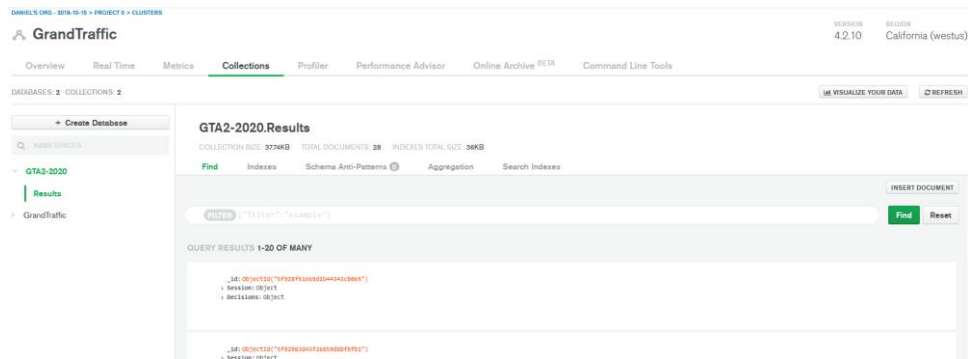 DANIEL'S ORG - 2019-10-15 > PROJECT 0 > CLUSTERS
GrandTraffic
VERSION
4.2.10
REGION
California (westus)
Overview
Real Time
Metrics
Collections
Profiler
Performance Advisor
Online Archive BETA
Command Line Tools
DATABASES: 2 COLLECTIONS: 2
VISUALIZE YOUR DATA
REFRESH
+ Create Database
NAMESPACES
GTA2-2020
Results
GrandTraffic
GTA2-2020.Results
COLLECTION SIZE: 37.74KB TOTAL DOCUMENTS: 28 INDEXES TOTAL SIZE: 36KB
Find
Indexes
Schema Anti-Patterns 0
Aggregation
Search Indexes
INSERT DOCUMENT
FILTER {"filter":"example"}
Find
Reset
QUERY RESULTS 1-20 OF MANY
> Session: Object
> Decisions: Object
> Session: Object